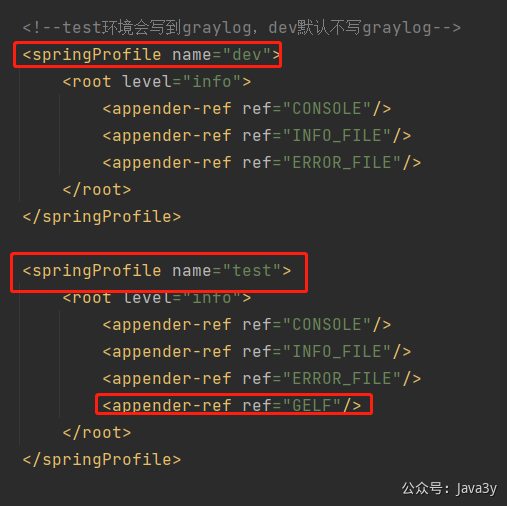 <!--test环境会写到graylog，dev默认不写graylog-->
<springProfile name="dev">
<root level="info">
<appender-ref ref="CONSOLE"/>
<appender-ref ref="INFO_FILE"/>
<appender-ref ref="ERROR_FILE"/>
</root>
</springProfile>
<springProfile name="test">
<root level="info">
<appender-ref ref="CONSOLE"/>
<appender-ref ref="INFO_FILE"/>
<appender-ref ref="ERROR_FILE"/>
<appender-ref ref="GELF"/>
</root>
</springProfile>
公众号：Java3y